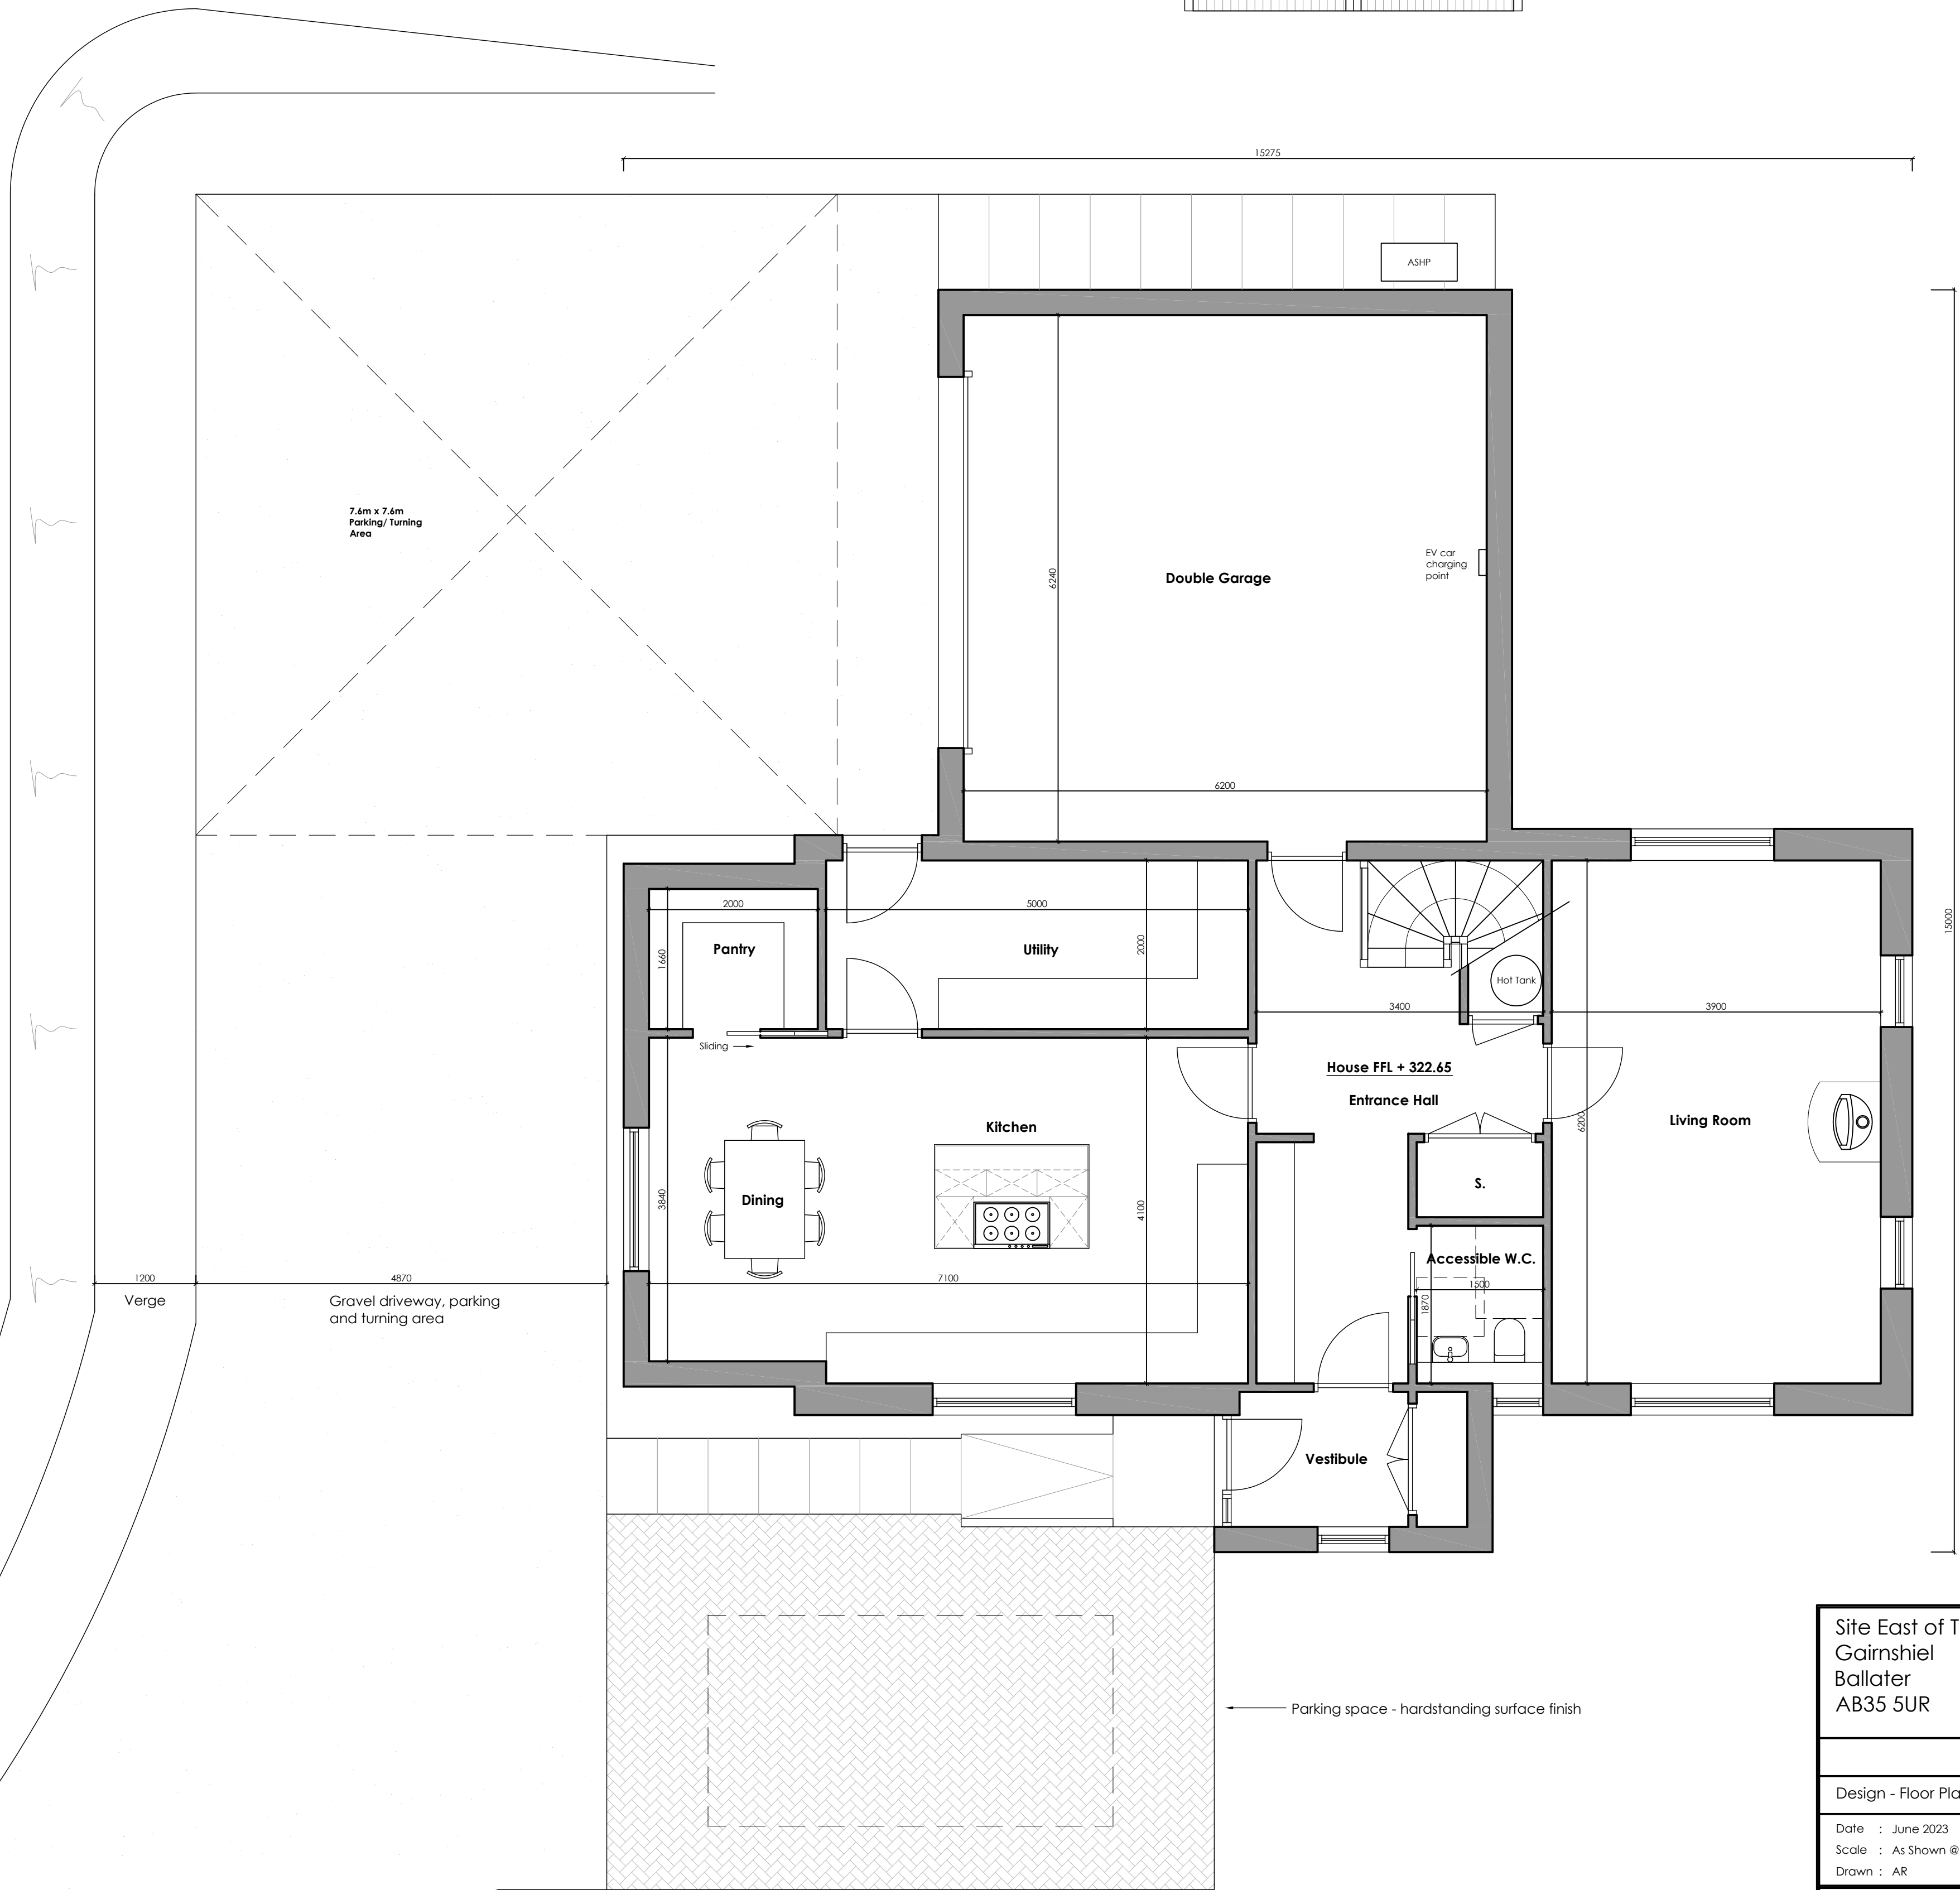 15275
ASHP
7.6m x 7.6m
Parking/ Turning
Area
EV car
charging
point
Double Garage
6240
6200
15000
2000
5000
Pantry
1660
Utility
2000
Hot Tank
3400
3900
Sliding
House FFL + 322.65
Entrance Hall
6200
Living Room
Kitchen
S.
Dining
3840
4100
Accessible W.C.
1500
1870
1200
4870
7100
Verge
Gravel driveway, parking
and turning area
Vestibule
Parking space - hardstanding surface finish
Site East of T
Gairnshiel
Ballater
AB35 5UR
Design - Floor Pla
Date : June 2023
Scale : As Shown @
Drawn : AR